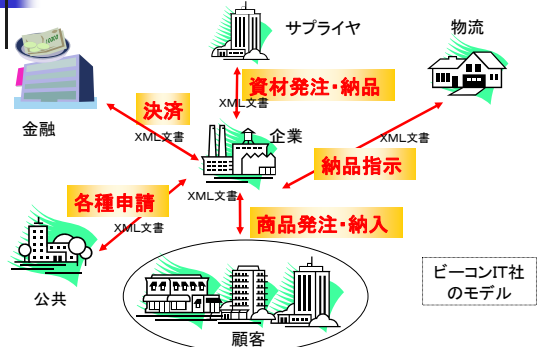 サプライヤ
物流
資材発注・納品
XML文書
決済
金融
XML文書
企業
XML文書
納品指示
各種申請
XML文書
XML文書
商品発注・納入
公共
顧客
ビーコンIT社
のモデル